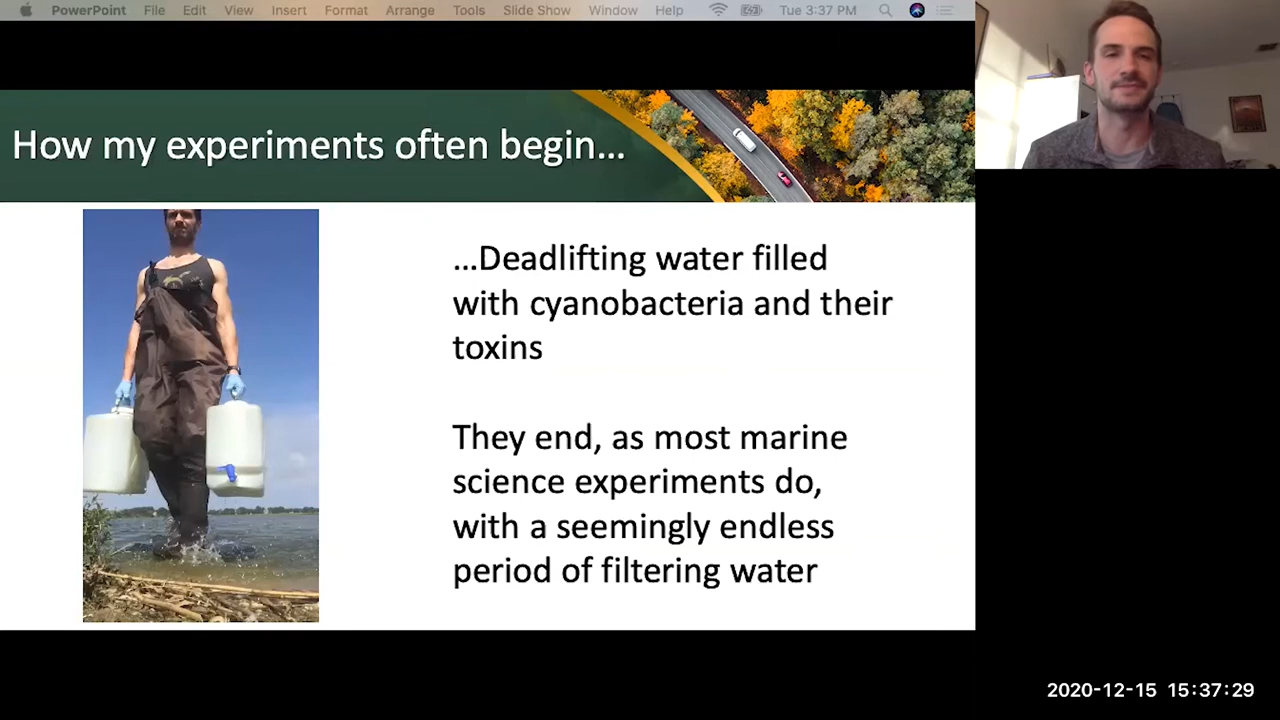 PowerPoint File Edit View Insert Format Arrange Tools Slide Show Window Help Tue 3:37 PM
How my experiments often begin...
...Deadlifting water filled
with cyanobacteria and their
toxins
They end, as most marine
science experiments do,
with a seemingly endless
period of filtering water
2020-12-15 15:37:29